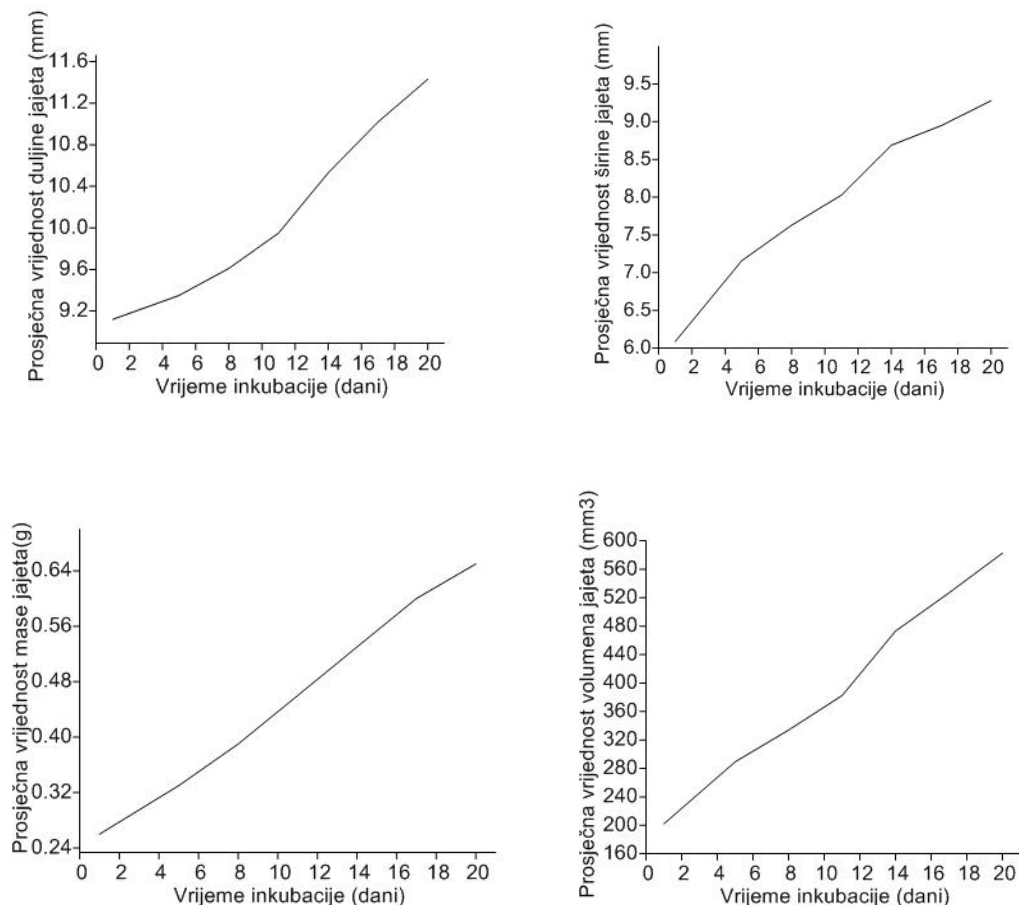 Prosječna vrijednost duljine jajeta (mm)
11.6
11.2
10.8
10.4
10.0
9.6
9.2
0 2 4 6 8 10 12 14 16 18 20
Vrijeme inkubacije (dani)
Prosječna vrijednost širine jajeta (mm)
9.5
9.0
8.5
8.0
7.5
7.0
6.5
6.0
0 2 4 6 8 10 12 14 16 18 20
Vrijeme inkubacije (dani)
Prosječna vrijednost mase jajeta(g)
0.64
0.56
0.48
0.40
0.32
0.24
0 2 4 6 8 10 12 14 16 18 20
Vrijeme inkubacije (dani)
Prosječna vrijednost volumena jajeta (mm3)
600
560
520
480
440
400
360
320
280
240
200
160
0 2 4 6 8 10 12 14 16 18 20
Vrijeme inkubacije (dani)